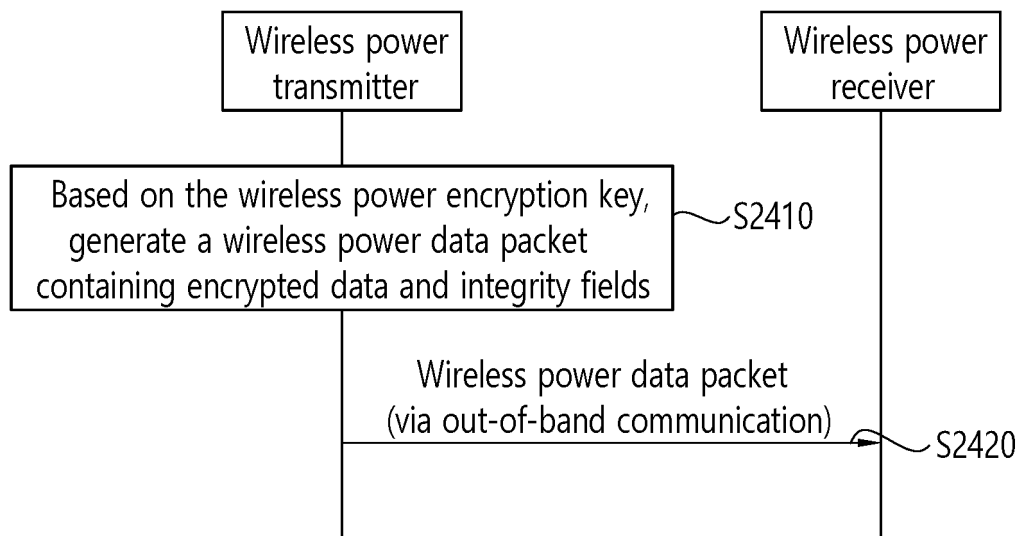 Wireless power
transmitter
Wireless power
receiver
Based on the wireless power encryption key,
generate a wireless power data packet
containing encrypted data and integrity fields
S2410
Wireless power data packet
(via out-of-band communication)
S2420